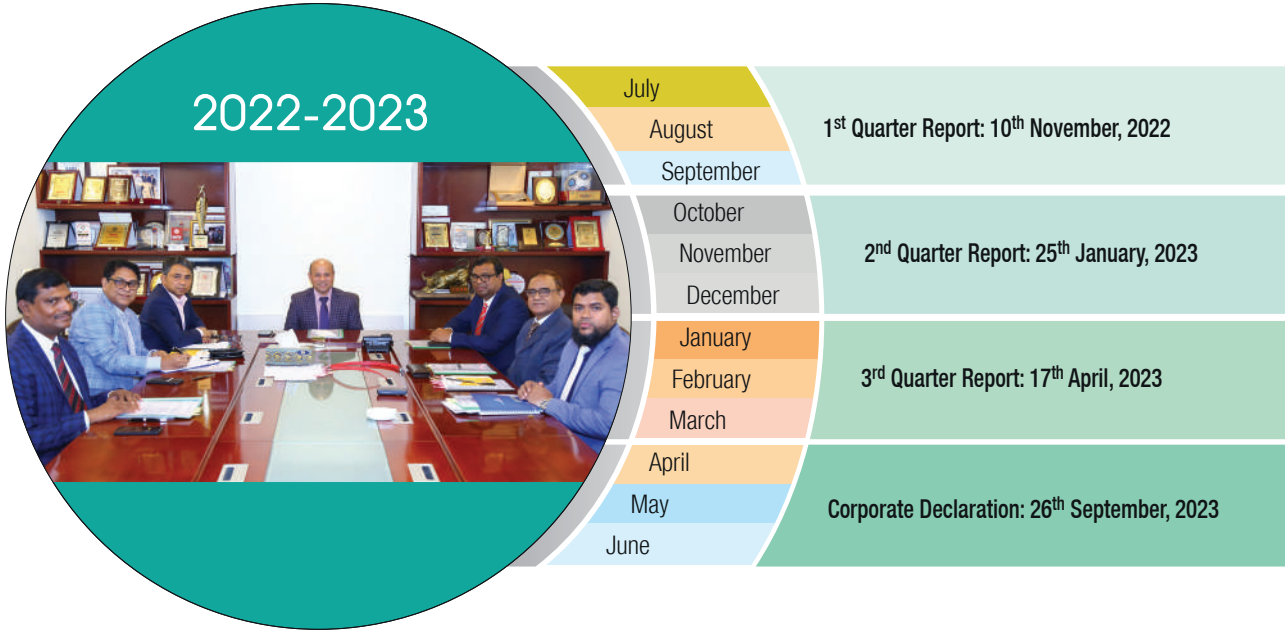 2022-2023
July
August
September
1st Quarter Report: 10th November, 2022
October
November
December
2nd Quarter Report: 25th January, 2023
January
February
March
3rd Quarter Report: 17th April, 2023
April
May
June
Corporate Declaration: 26th September, 2023